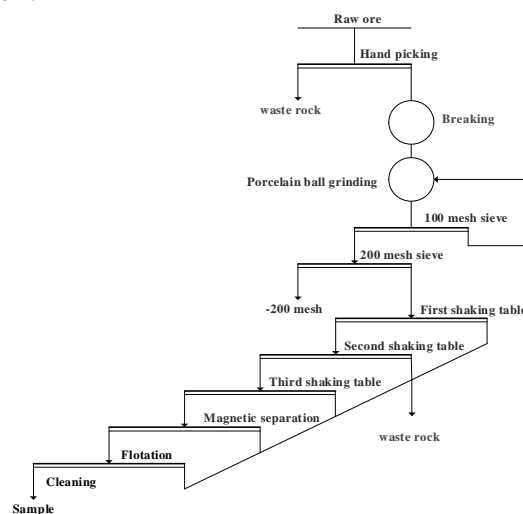 Raw ore
Hand picking
waste rock
Breaking
Porcelain ball grinding
100 mesh sieve
200 mesh sieve
-200 mesh
First shaking table
Second shaking table
Third shaking table
Magnetic separation
waste rock
Flotation
Cleaning
Sample